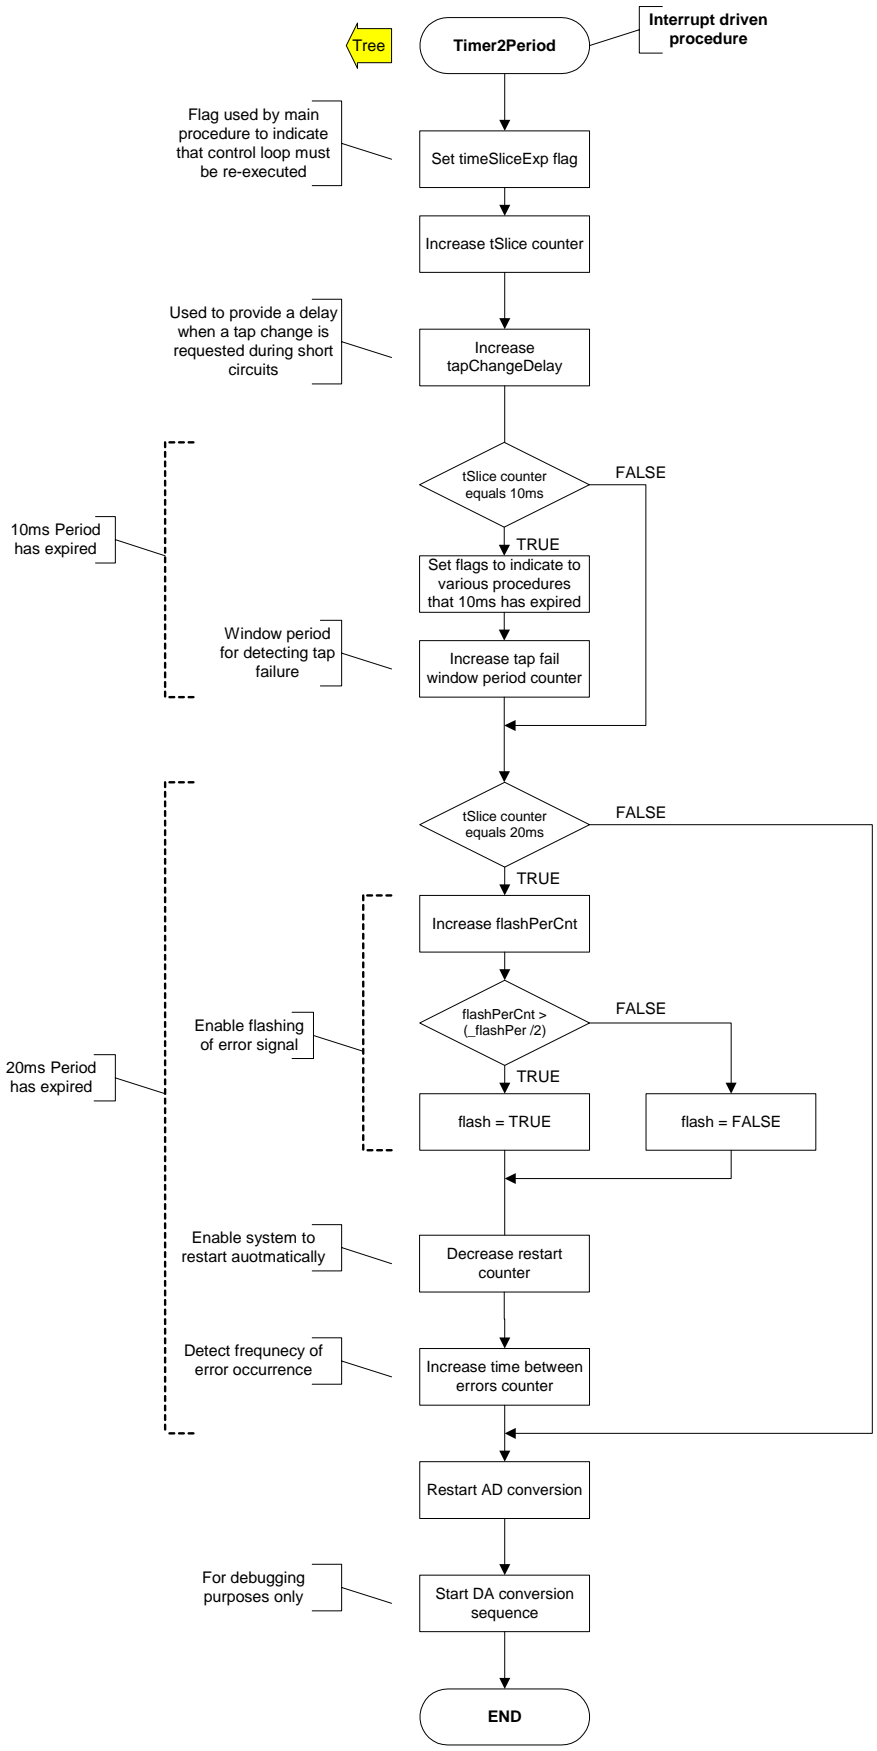 Interrupt driven
procedure
Tree
Timer2Period
Flag used by main
procedure to indicate
that control loop must
be re-executed
Set timeSliceExp flag
Increase tSlice counter
Used to provide a delay
when a tap change is
requested during short
circuits
Increase
tapChangeDelay
tSlice counter
equals 10ms
FALSE
TRUE
10ms Period
has expired
Set flags to indicate to
various procedures
that 10ms has expired
Window period
for detecting tap
failure
Increase tap fail
window period counter
tSlice counter
equals 20ms
FALSE
TRUE
Increase flashPerCnt
flashPerCnt >
(_flashPer /2)
FALSE
TRUE
Enable flashing
of error signal
20ms Period
has expired
flash = TRUE
flash = FALSE
Enable system to
restart auotmatically
Decrease restart
counter
Detect frequnecy of
error occurrence
Increase time between
errors counter
Restart AD conversion
For debugging
purposes only
Start DA conversion
sequence
END